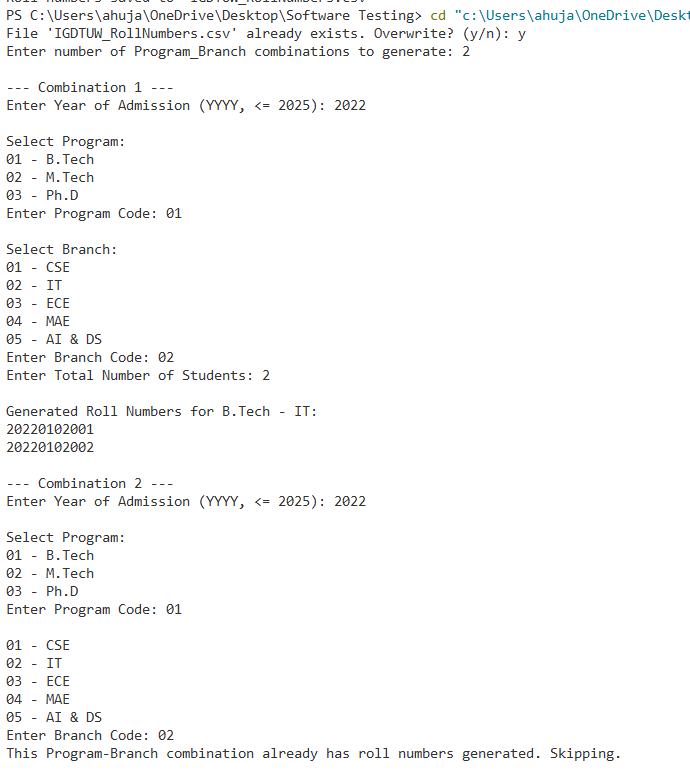 PS C:\Users\ahuja\OneDrive\Desktop\Software Testing> cd "c:\Users\ahuja\OneDrive\Deskt
File 'IGDTUW_RollNumbers.csv' already exists. Overwrite? (y/n): y
Enter number of Program_Branch combinations to generate: 2
--- Combination 1 ---
Enter Year of Admission (YYYY, <= 2025): 2022
Select Program:
01 - B.Tech
02 - M.Tech
03 - Ph.D
Enter Program Code: 01
Select Branch:
01 - CSE
02 - IT
03 - ECE
04 - MAE
05 - AI & DS
Enter Branch Code: 02
Enter Total Number of Students: 2
Generated Roll Numbers for B.Tech - IT:
20220102001
20220102002
--- Combination 2 ---
Enter Year of Admission (YYYY, <= 2025): 2022
Select Program:
01 - B.Tech
02 - M.Tech
03 - Ph.D
Enter Program Code: 01
01 - CSE
02 - IT
03 - ECE
04 - MAE
05 - AI & DS
Enter Branch Code: 02
This Program-Branch combination already has roll numbers generated. Skipping.